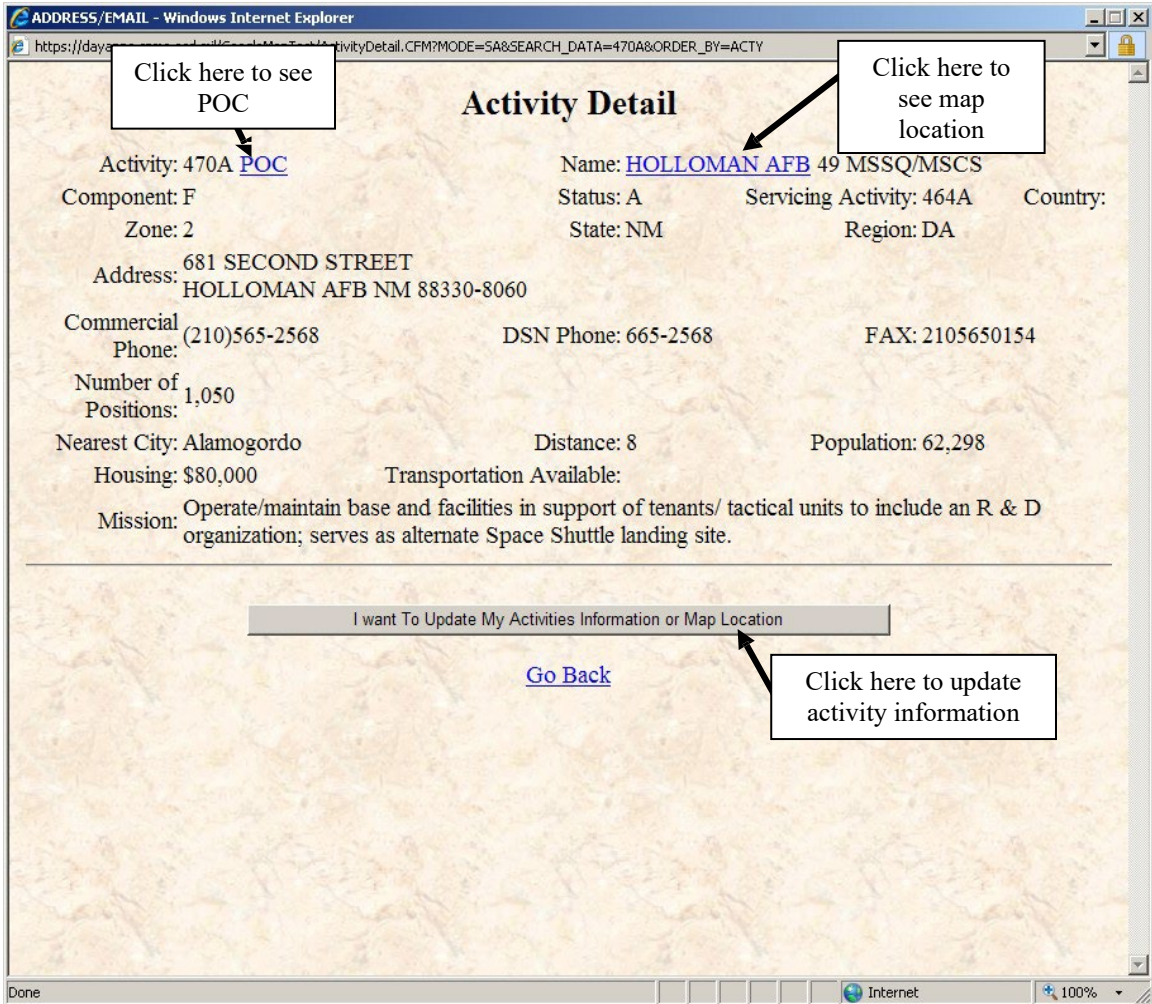 ADDRESS/EMAIL - Windows Internet Explorer
https://daya ActivityDetail.CFM?MODE=SA&SEARCH_DATA=470A&ORDER_BY=ACTY
Click here to see
POC
Click here to
see map
location
Activity Detail
Activity: 470A POC Name: HOLLOMAN AFB 49 MSSQ/MSCS
Component: F Status: A Servicing Activity: 464A Country:
Zone: 2 State: NM Region: DA
Address: 681 SECOND STREET
HOLLOMAN AFB NM 88330-8060
Commercial
Phone: (210)565-2568 DSN Phone: 665-2568 FAX: 2105650154
Number of
Positions: 1,050
Nearest City: Alamogordo Distance: 8 Population: 62,298
Housing: $80,000 Transportation Available:
Mission: Operate/maintain base and facilities in support of tenants/ tactical units to include an R & D
organization; serves as alternate Space Shuttle landing site.
I want To Update My Activities Information or Map Location
Go Back
Click here to update
activity information
Done Internet 100%